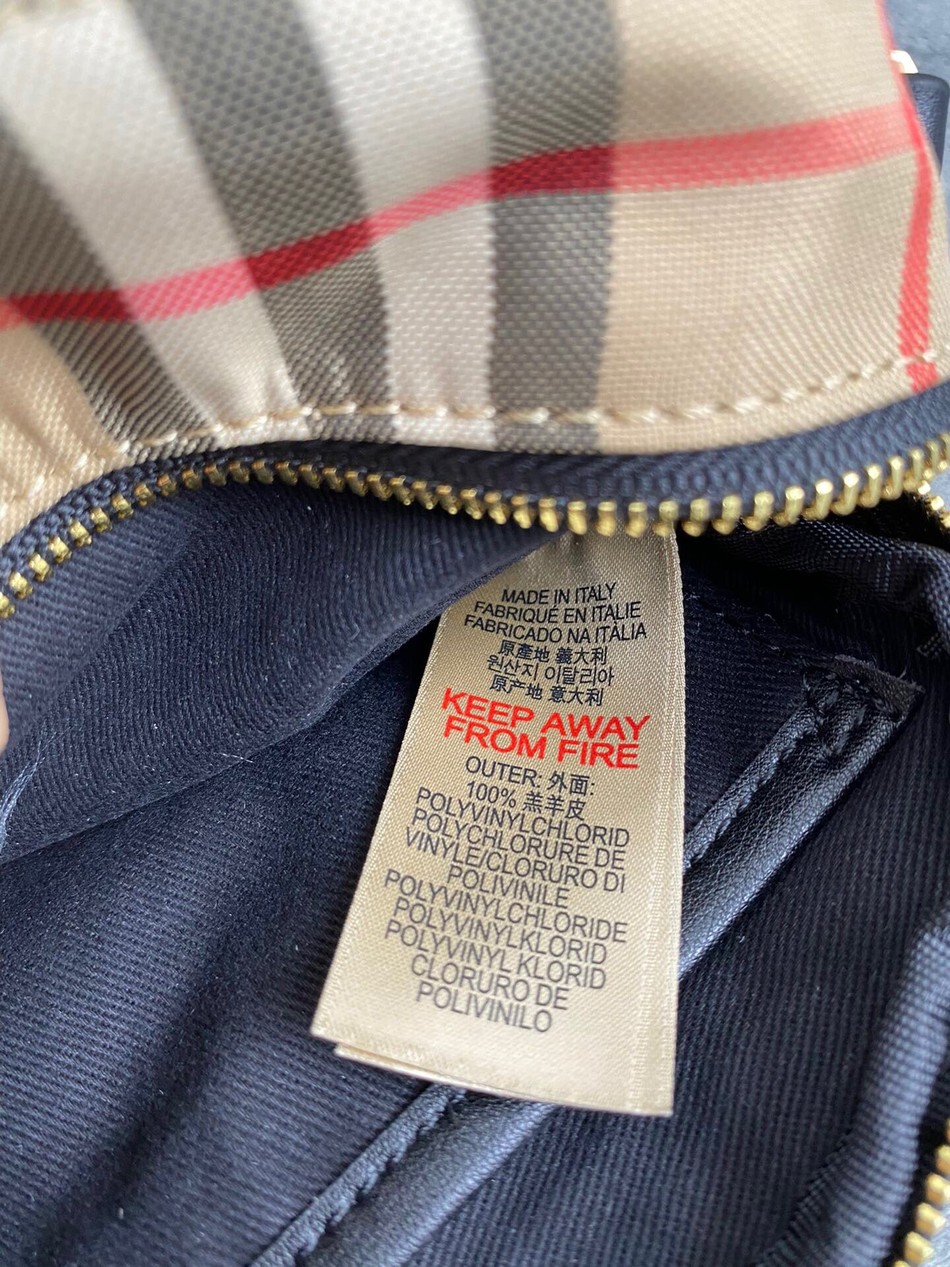 MADE IN ITALY
FABRIQUÉ EN ITALIE
FABRICADO NA ITÁLIA
原產地 義大利
원산지 이탈리아
原产地 意大利
KEEP AWAY
FROM FIRE
OUTER: 外面:
100% 羔羊皮
POLYVINYLCHLORID
POLYCHLORURE DE
VINYLE/CLORURO DI
POLIVINILE
POLYVINYLCHLORIDE
POLYVINYLKLORID
POLYVINYL KLORID
CLORURO DE
POLIVINILO